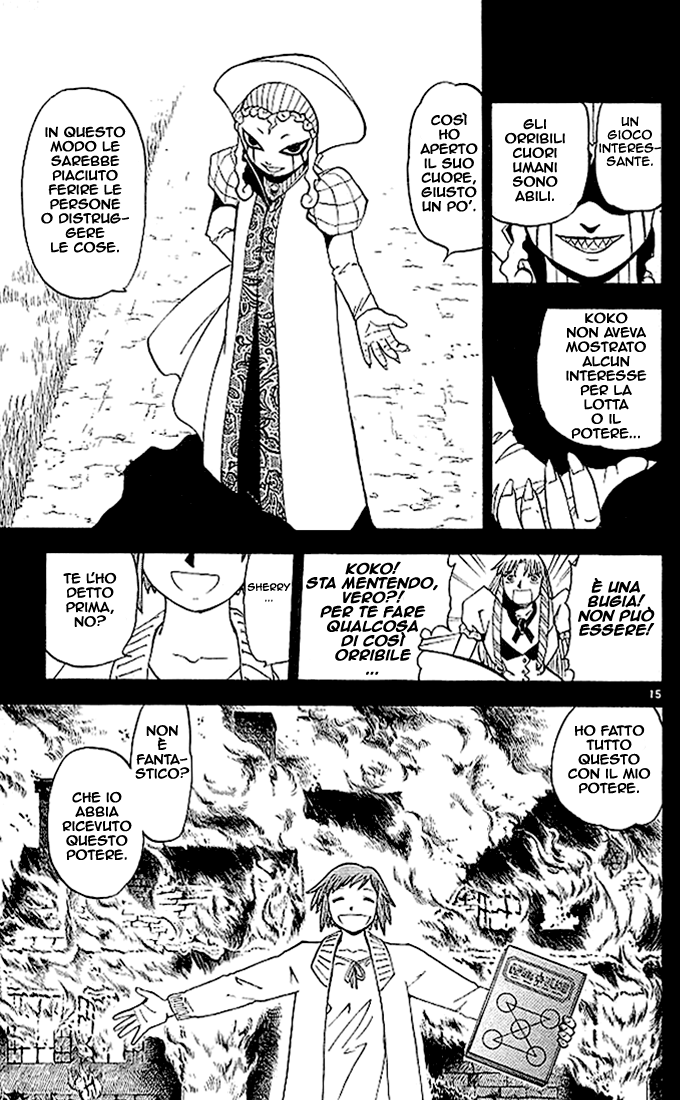 UN
GIOCO
INTERES-
SANTE.
GLI
ORRIBILI
CUORI
UMANI
SONO
ABILI.
KOKO
NON AVEVA
MOSTRATO
ALCUN
INTERESSE
PER LA
LOTTA
O IL
POTERE...
COSÌ
HO
APERTO
IL SUO
CUORE,
GIUSTO
UN PO'.
IN QUESTO
MODO LE
SAREBBE
PIACIUTO
FERIRE LE
PERSONE
O DISTRUG-
GERE
LE COSE.
È UNA
BUGIA!
NON PUÒ
ESSERE!
KOKO!
STA MENTENDO,
VERO?!
PER TE FARE
QUALCOSA
DI COSÌ
ORRIBILE
...
SHERRY
...
TE L'HO
DETTO
PRIMA,
NO?
15
HO FATTO
TUTTO
QUESTO
CON IL MIO
POTERE.
NON
È
FANTA-
STICO?
CHE IO
ABBIA
RICEVUTO
QUESTO
POTERE.